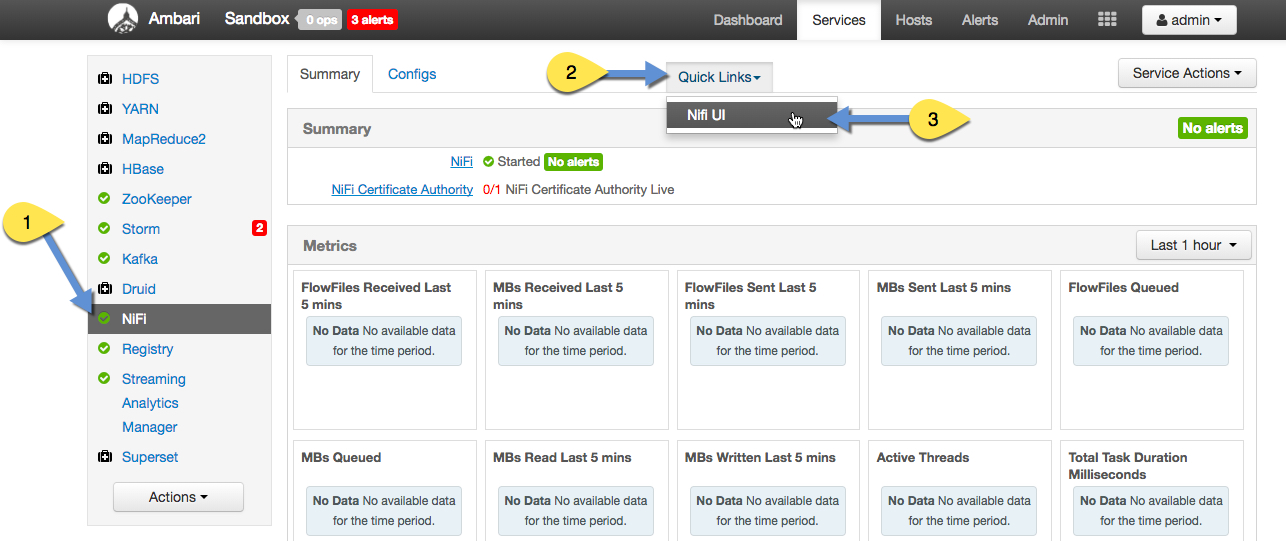 Ambari Sandbox 0 ops 3 alerts Dashboard Services Hosts Alerts Admin admin
HDFS
YARN
MapReduce2
HBase
ZooKeeper
Storm 2
Kafka
Druid
NiFi
Registry
Streaming
Analytics
Manager
Superset
Actions
1
Summary Configs 2 Quick Links Service Actions
Nifi UI 3
Summary No alerts
NiFi Started No alerts
NiFi Certificate Authority 0/1 NiFi Certificate Authority Live
Metrics Last 1 hour
FlowFiles Received Last
5 mins
No Data No available data
for the time period.
MBs Received Last 5
mins
No Data No available data
for the time period.
FlowFiles Sent Last 5
mins
No Data No available data
for the time period.
MBs Sent Last 5 mins
No Data No available data
for the time period.
FlowFiles Queued
No Data No available data
for the time period.
MBs Queued
No Data No available data
for the time period.
MBs Read Last 5 mins
No Data No available data
for the time period.
MBs Written Last 5 mins
No Data No available data
for the time period.
Active Threads
No Data No available data
for the time period.
Total Task Duration
Milliseconds
No Data No available data
for the time period.